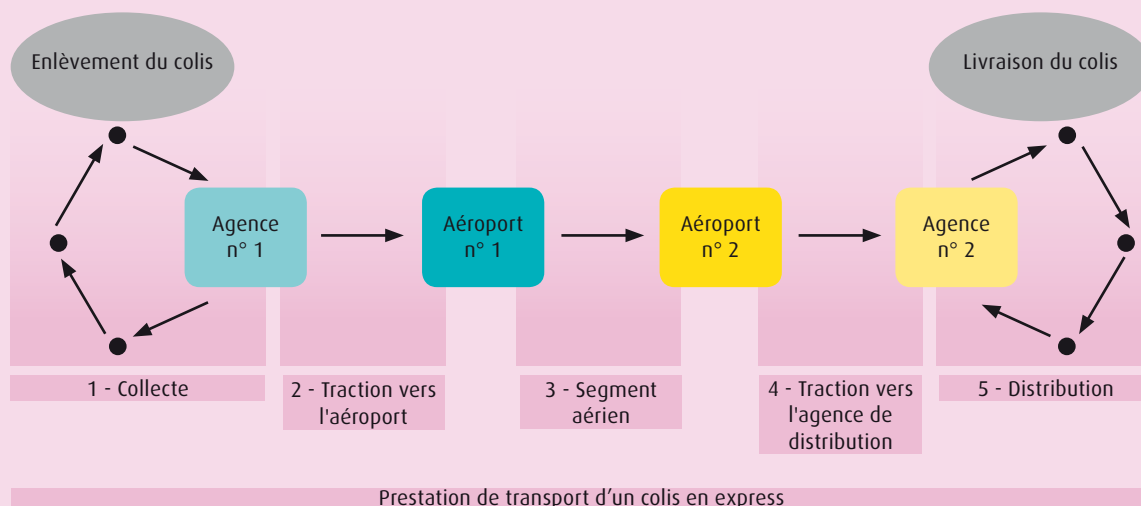 Enlèvement du colis
Livraison du colis
Agence
n° 1
Aéroport
n° 1
Aéroport
n° 2
Agence
n° 2
1 - Collecte
2 - Traction vers
l'aéroport
3 - Segment
aérien
4 - Traction vers
l'agence de
distribution
5 - Distribution
Prestation de transport d’un colis en express